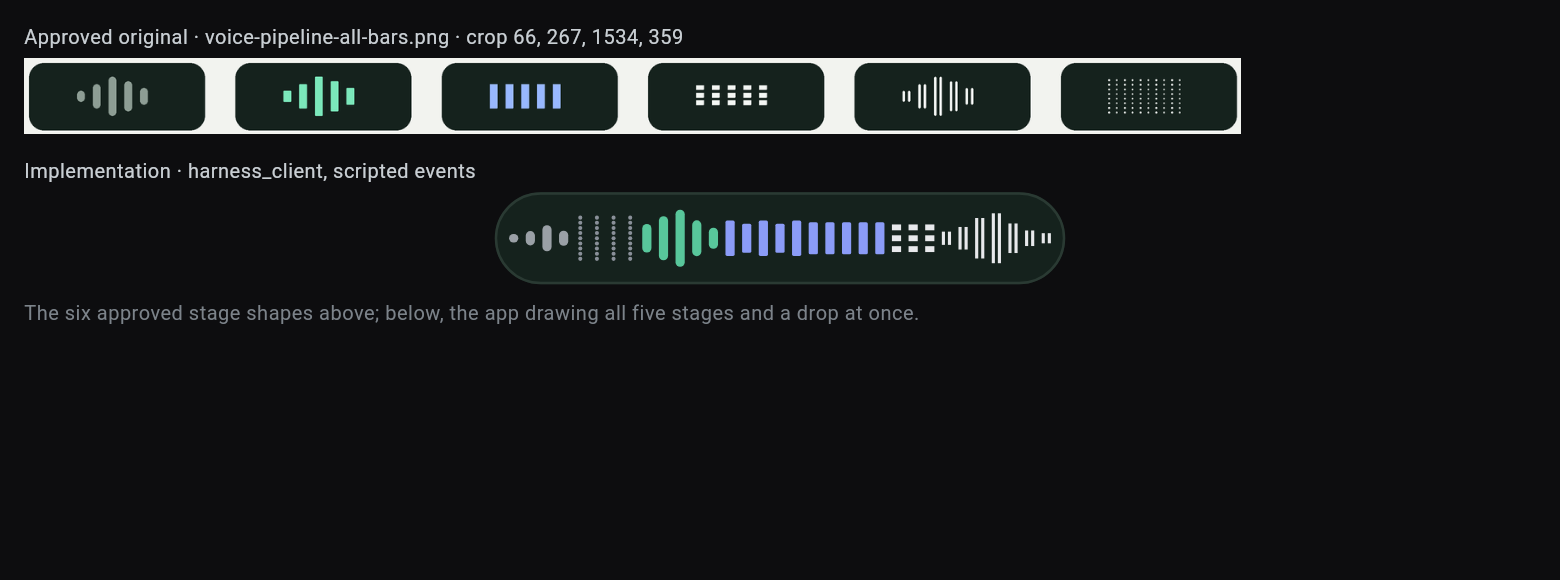 Approved original · voice-pipeline-all-bars.png · crop 66, 267, 1534, 359
Implementation · harness_client, scripted events
The six approved stage shapes above; below, the app drawing all five stages and a drop at once.